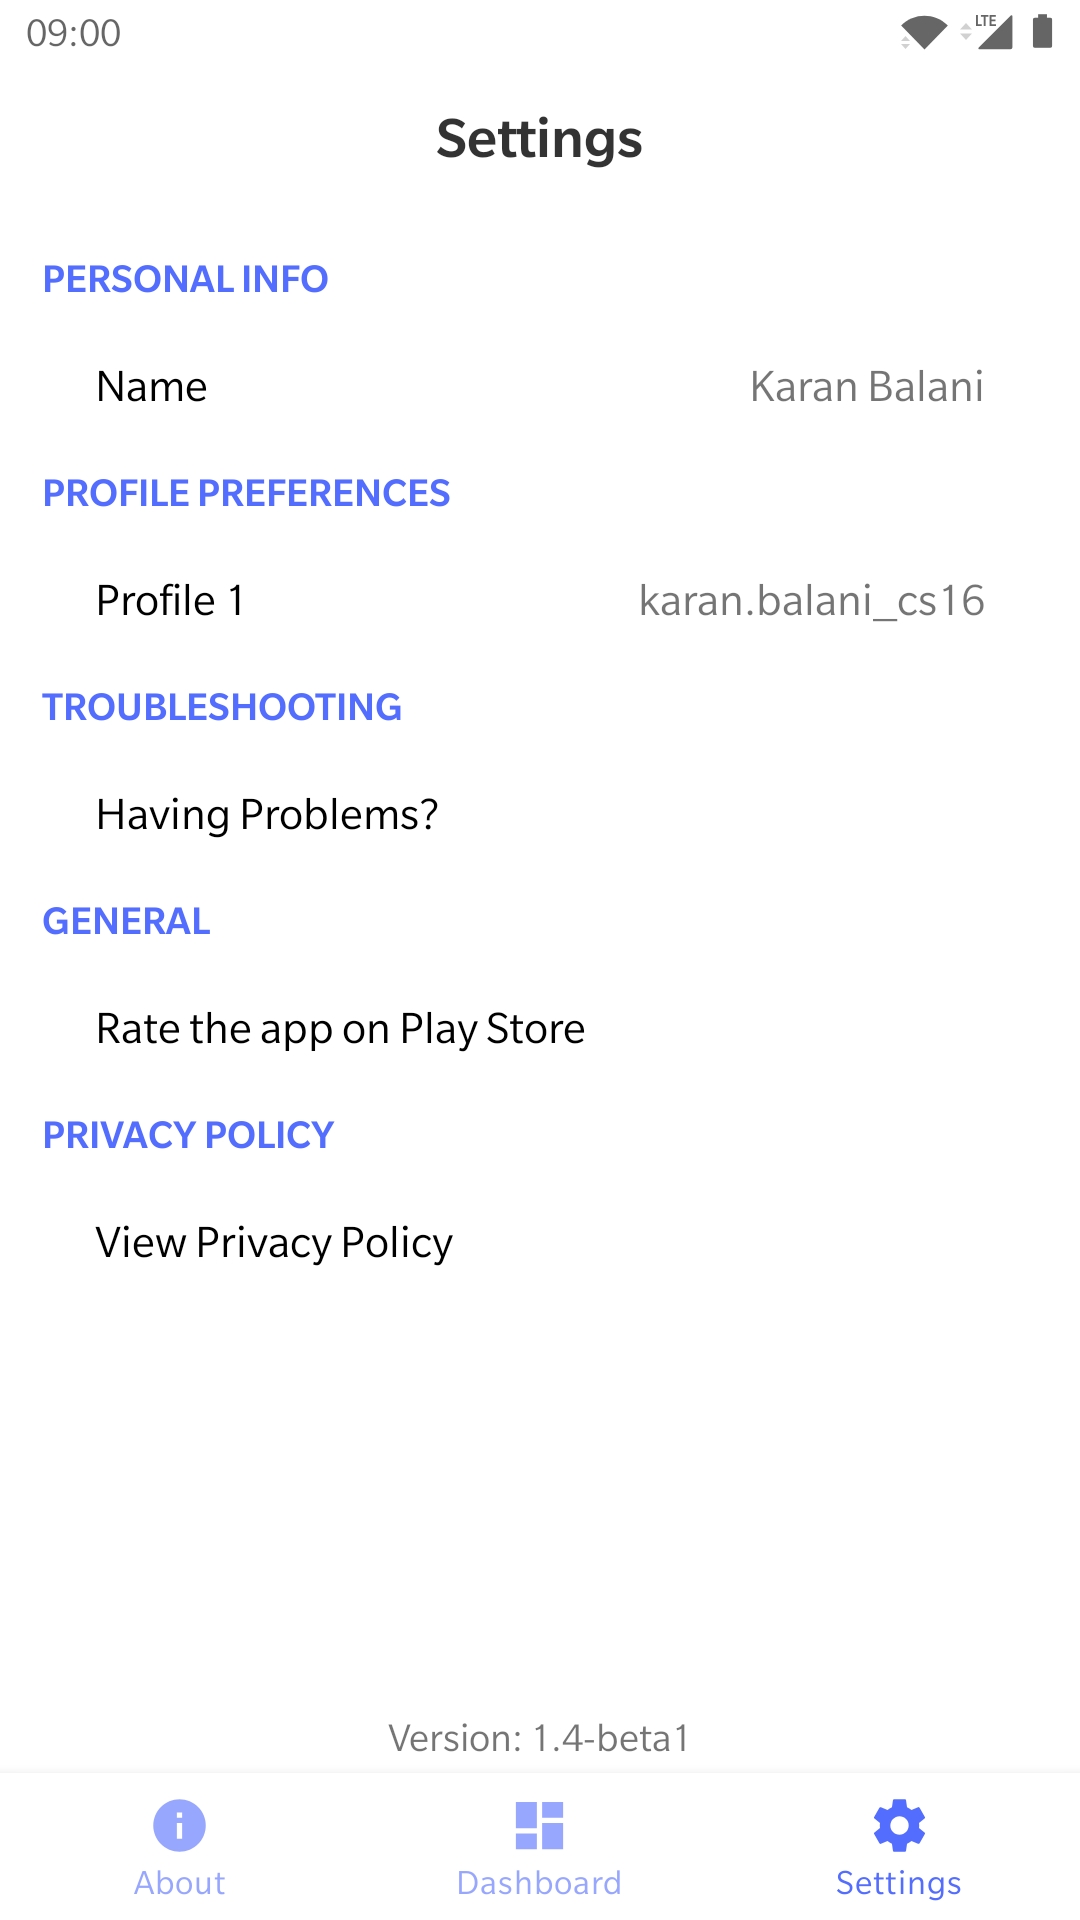 09:00
LTE
Settings
PERSONAL INFO
Name Karan Balani
PROFILE PREFERENCES
Profile 1 karan.balani_cs16
TROUBLESHOOTING
Having Problems?
GENERAL
Rate the app on Play Store
PRIVACY POLICY
View Privacy Policy
Version: 1.4-beta1
About Dashboard Settings